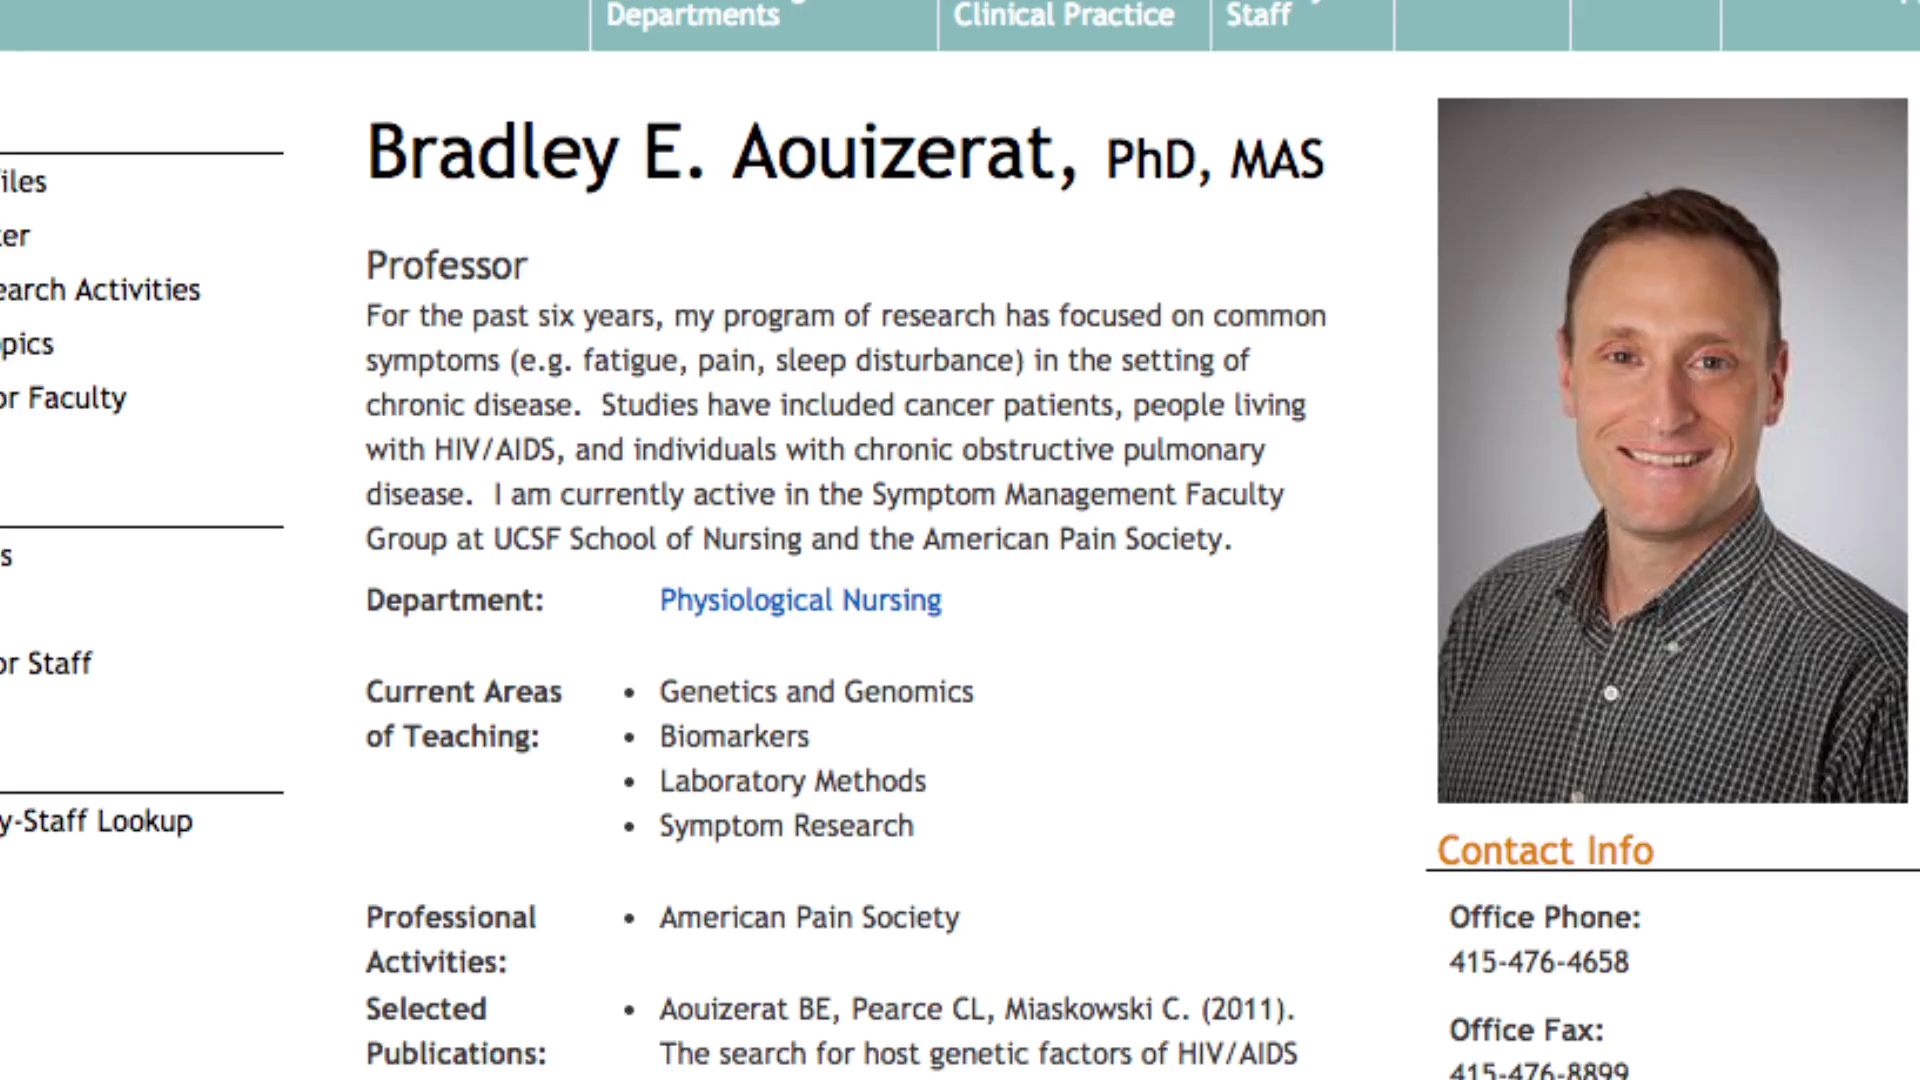 Departments
Clinical Practice
Staff
iles
er
earch Activities
pics
or Faculty
s
or Staff
y-Staff Lookup
Bradley E. Aouizerat, PhD, MAS
Professor
For the past six years, my program of research has focused on common
symptoms (e.g. fatigue, pain, sleep disturbance) in the setting of
chronic disease.  Studies have included cancer patients, people living
with HIV/AIDS, and individuals with chronic obstructive pulmonary
disease.  I am currently active in the Symptom Management Faculty
Group at UCSF School of Nursing and the American Pain Society.
Department: Physiological Nursing
Current Areas • Genetics and Genomics
of Teaching: • Biomarkers
• Laboratory Methods
• Symptom Research
Professional • American Pain Society
Activities:
Selected • Aouizerat BE, Pearce CL, Miaskowski C. (2011).
Publications: The search for host genetic factors of HIV/AIDS
Contact Info
Office Phone:
415-476-4658
Office Fax:
415-476-8899